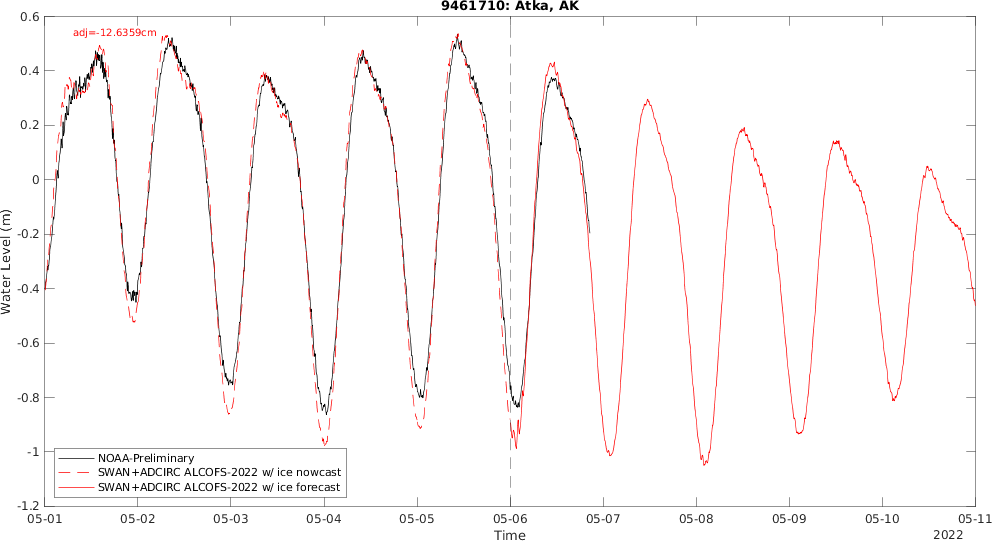 9461710: Atka, AK
adj=-12.6359cm
0.6
0.4
0.2
0
-0.2
-0.4
-0.6
-0.8
-1
-1.2
Water Level (m)
NOAA-Preliminary
SWAN+ADCIRC ALCOFS-2022 w/ ice nowcast
SWAN+ADCIRC ALCOFS-2022 w/ ice forecast
05-01 05-02 05-03 05-04 05-05 05-06 05-07 05-08 05-09 05-10 05-11
Time
2022